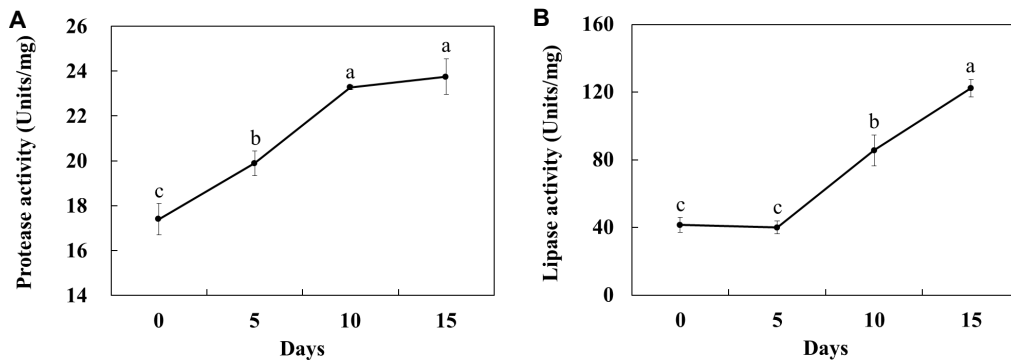 A
Protease activity (Units/mg)
26
24
22
20
18
16
14
c
b
a
a
0 5 10 15
Days
B
Lipase activity (Units/mg)
160
120
80
40
0
c
c
b
a
0 5 10 15
Days